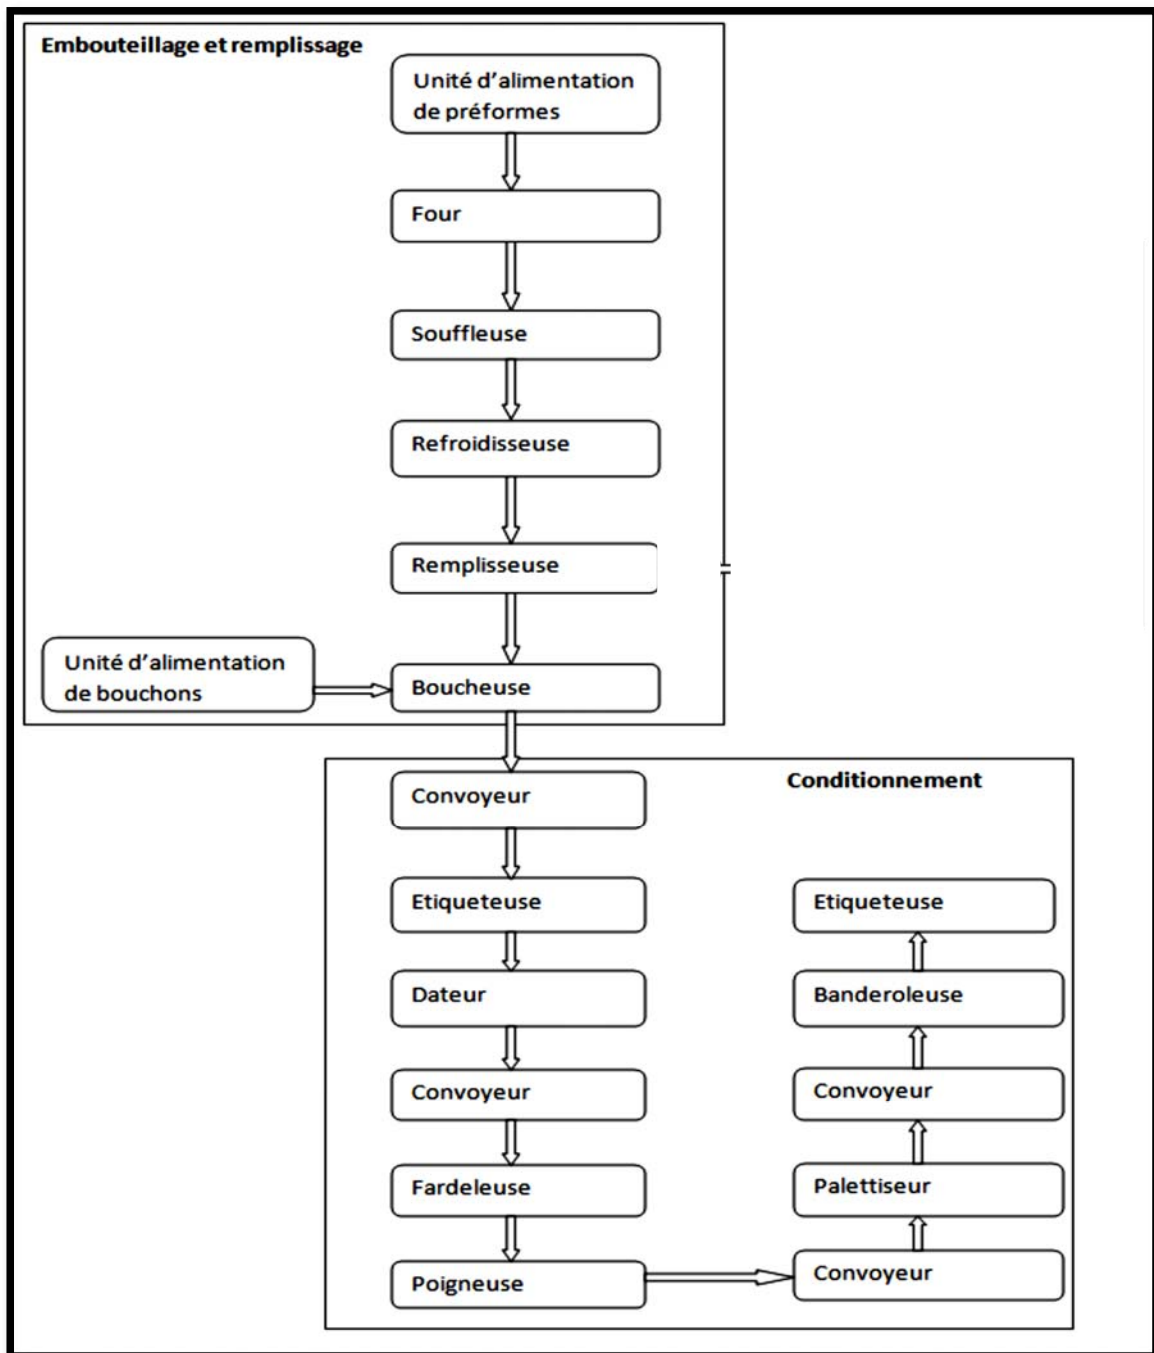 Embouteillage et remplissage
Unité d'alimentation
de préformes
Four
Souffleuse
Refroidisseuse
Remplisseuse
Unité d'alimentation
de bouchons
Boucheuse
Conditionnement
Convoyeur
Etiqueteuse
Dateur
Convoyeur
Fardeleuse
Poigneuse
Convoyeur
Palettiseur
Convoyeur
Banderoleuse
Etiqueteuse